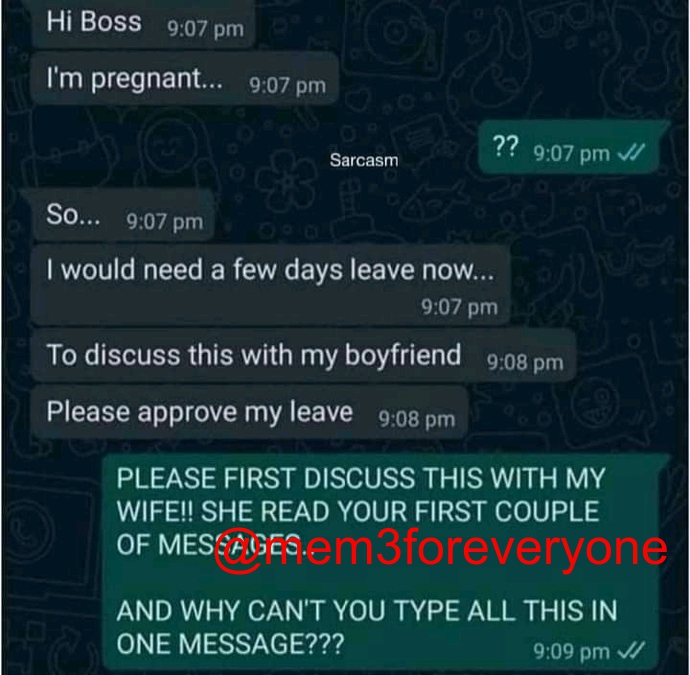 Hi Boss 9:07 pm
I'm pregnant... 9:07 pm
?? 9:07 pm
Sarcasm
So... 9:07 pm
I would need a few days leave now...
9:07 pm
To discuss this with my boyfriend 9:08 pm
Please approve my leave 9:08 pm
PLEASE FIRST DISCUSS THIS WITH MY
WIFE!! SHE READ YOUR FIRST COUPLE
OF MESSAGES..
@mem3foreveryone
AND WHY CAN'T YOU TYPE ALL THIS IN
ONE MESSAGE??? 9:09 pm